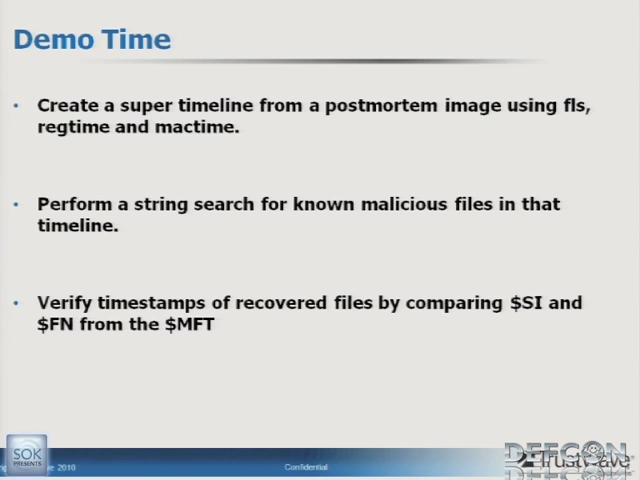 Demo Time
• Create a super timeline from a postmortem image using fls,
regtime and mactime.
• Perform a string search for known malicious files in that
timeline.
• Verify timestamps of recovered files by comparing $SI and
$FN from the $MFT
SOK
PRESENTS
2010
Confidential
DEFCON
Trustwave